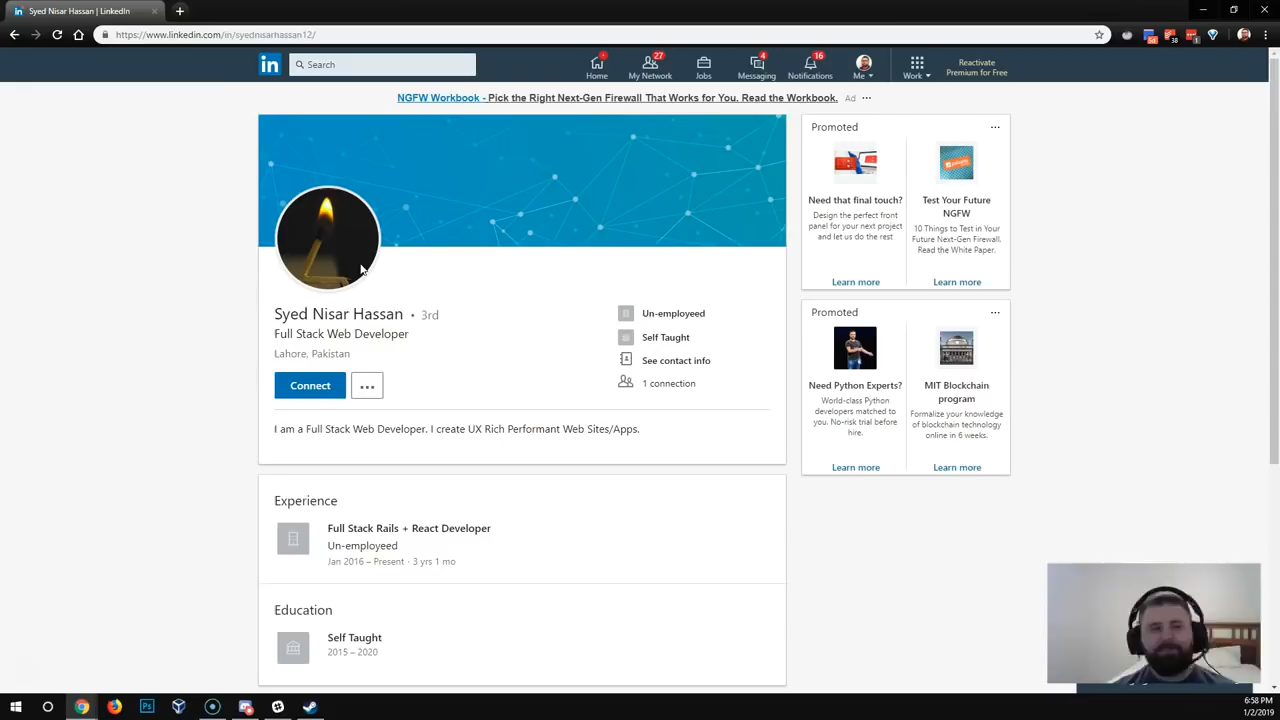 Syed Nisar Hassan | LinkedIn
https://www.linkedin.com/in/syednisarhassan12/
in
Search
Home
27
My Network
Jobs
4
Messaging
16
Notifications
Me
Work
Reactivate
Premium for Free
NGFW Workbook - Pick the Right Next-Gen Firewall That Works for You. Read the Workbook. Ad ...
Syed Nisar Hassan • 3rd
Full Stack Web Developer
Lahore, Pakistan
Connect
...
Un-employeed
Self Taught
See contact info
1 connection
I am a Full Stack Web Developer. I create UX Rich Performant Web Sites/Apps.
Experience
Full Stack Rails + React Developer
Un-employeed
Jan 2016 – Present · 3 yrs 1 mo
Education
Self Taught
2015 – 2020
Promoted ...
Need that final touch?
Design the perfect front
panel for your next project
and let us do the rest
Learn more
Test Your Future
NGFW
10 Things to Test in Your
Future Next-Gen Firewall.
Read the White Paper.
Learn more
Promoted ...
Need Python Experts?
World-class Python
developers matched to
you. No-risk trial before
hire.
Learn more
MIT Blockchain
program
Formalize your knowledge
of blockchain technology
online in 6 weeks.
Learn more
Ps
6:58 PM
1/2/2019